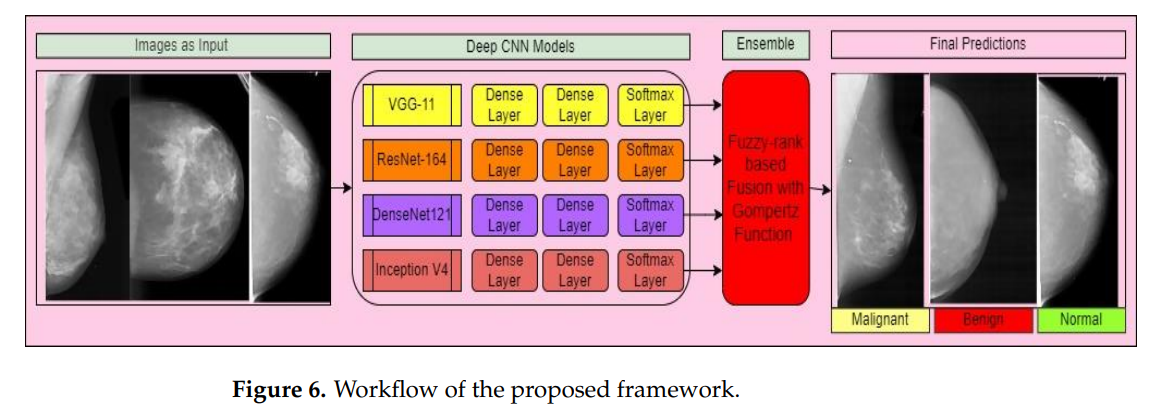 Images as Input
Deep CNN Models
Ensemble
Final Predictions
VGG-11
Dense
Layer
Dense
Layer
Softmax
Layer
ResNet-164
Dense
Layer
Dense
Layer
Softmax
Layer
DenseNet121
Dense
Layer
Dense
Layer
Softmax
Layer
Inception V4
Dense
Layer
Dense
Layer
Softmax
Layer
Fuzzy-rank
based
Fusion with
Gompertz
Function
Malignant
Benign
Normal
Figure 6. Workflow of the proposed framework.